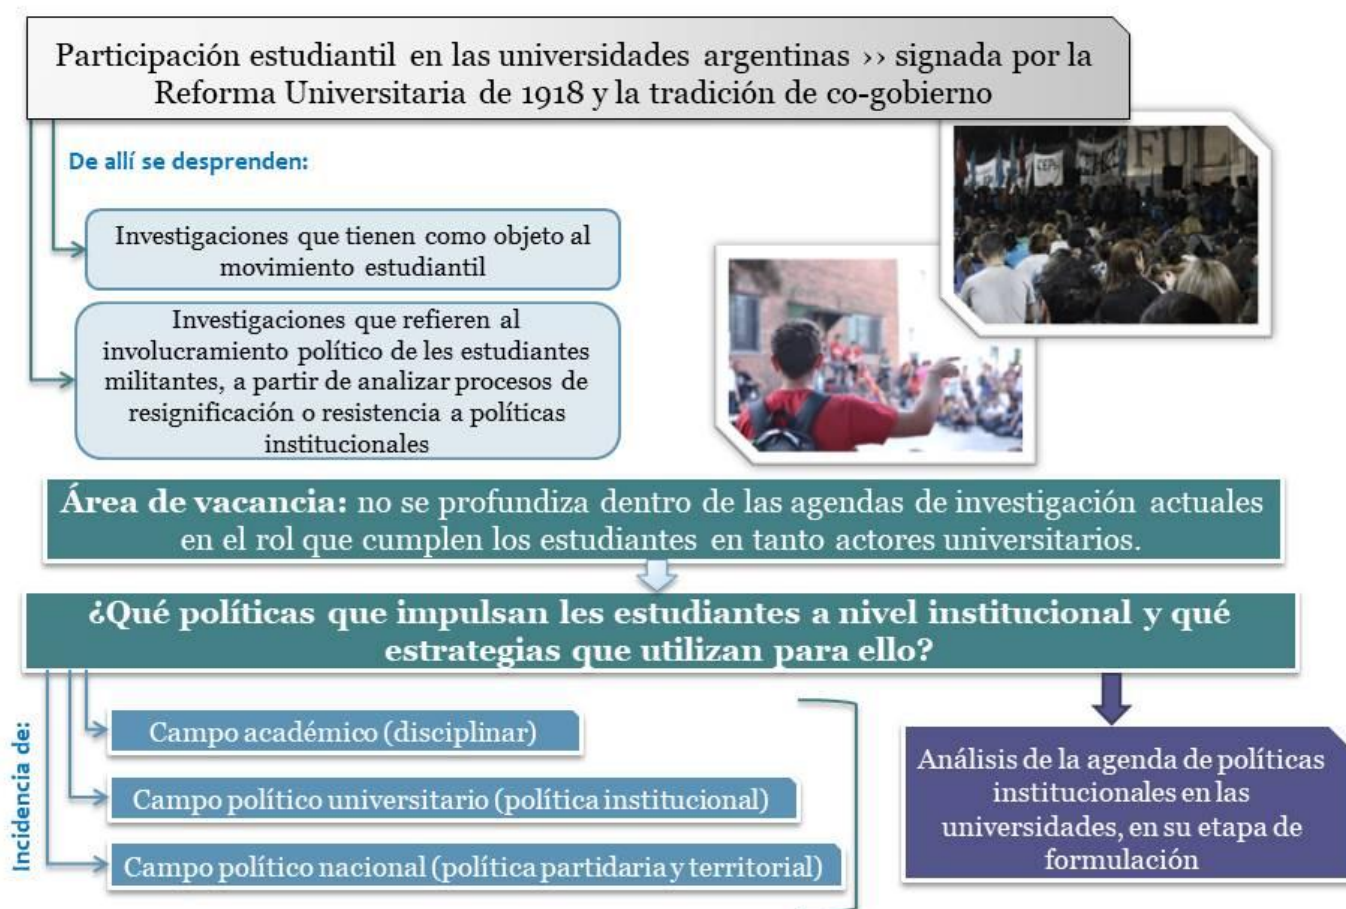 Participación estudiantil en las universidades argentinas ›› signada por la
Reforma Universitaria de 1918 y la tradición de co-gobierno
De allí se desprenden:
Investigaciones que tienen como objeto al
movimiento estudiantil
Investigaciones que refieren al
involucramiento político de les estudiantes
militantes, a partir de analizar procesos de
resignificación o resistencia a políticas
institucionales
FUL
CEPA
Área de vacancia: no se profundiza dentro de las agendas de investigación actuales
en el rol que cumplen los estudiantes en tanto actores universitarios.
¿Qué políticas que impulsan les estudiantes a nivel institucional y qué
estrategias que utilizan para ello?
Incidencia de:
Campo académico (disciplinar)
Campo político universitario (política institucional)
Campo político nacional (política partidaria y territorial)
Análisis de la agenda de políticas
institucionales en las
universidades, en su etapa de
formulación